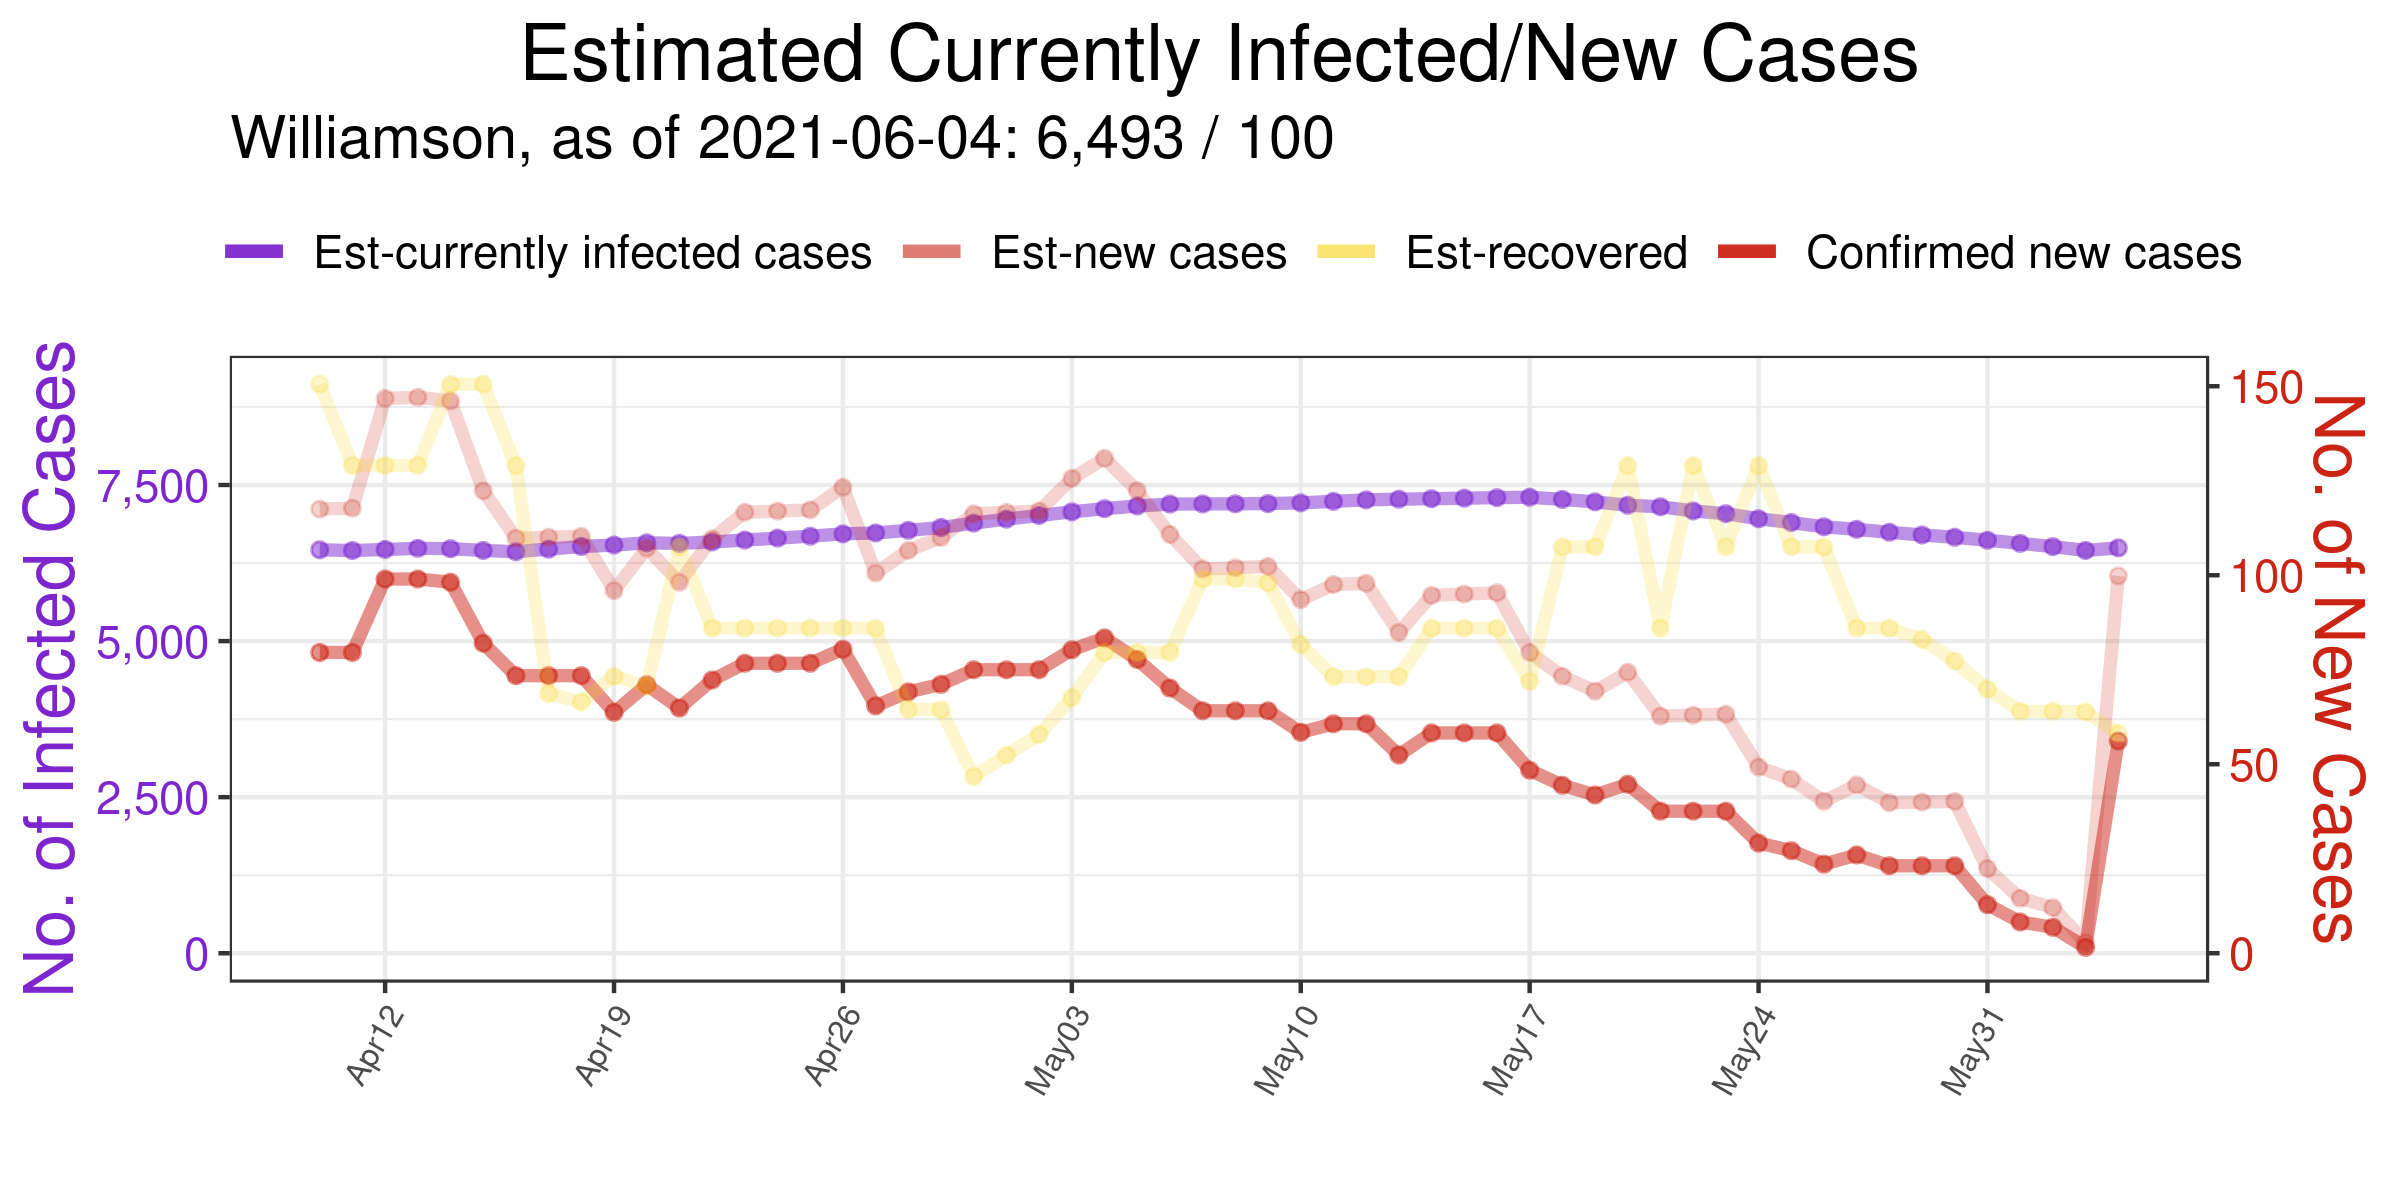 Estimated Currently Infected/New Cases
Williamson, as of 2021-06-04: 6,493 / 100
Est-currently infected cases Est-new cases Est-recovered Confirmed new cases
No. of Infected Cases
7,500
5,000
2,500
0
150
100
50
0
No. of New Cases
Apr12 Apr19 Apr26 May03 May10 May17 May24 May31